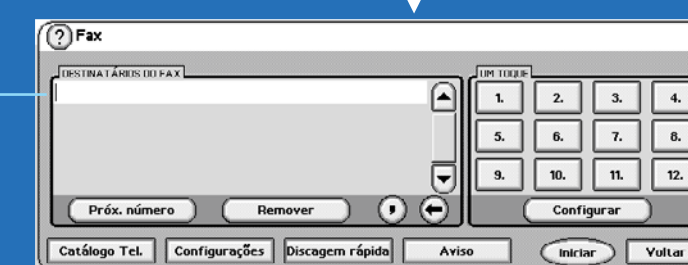 ? Fax
DESTINATÁRIOS DO FAX
UM TOQUE
1. 2. 3. 4.
5. 6. 7. 8.
9. 10. 11. 12.
Próx. número Remover , Configurar
Catálogo Tel. Configurações Discagem rápida Aviso Iniciar Voltar